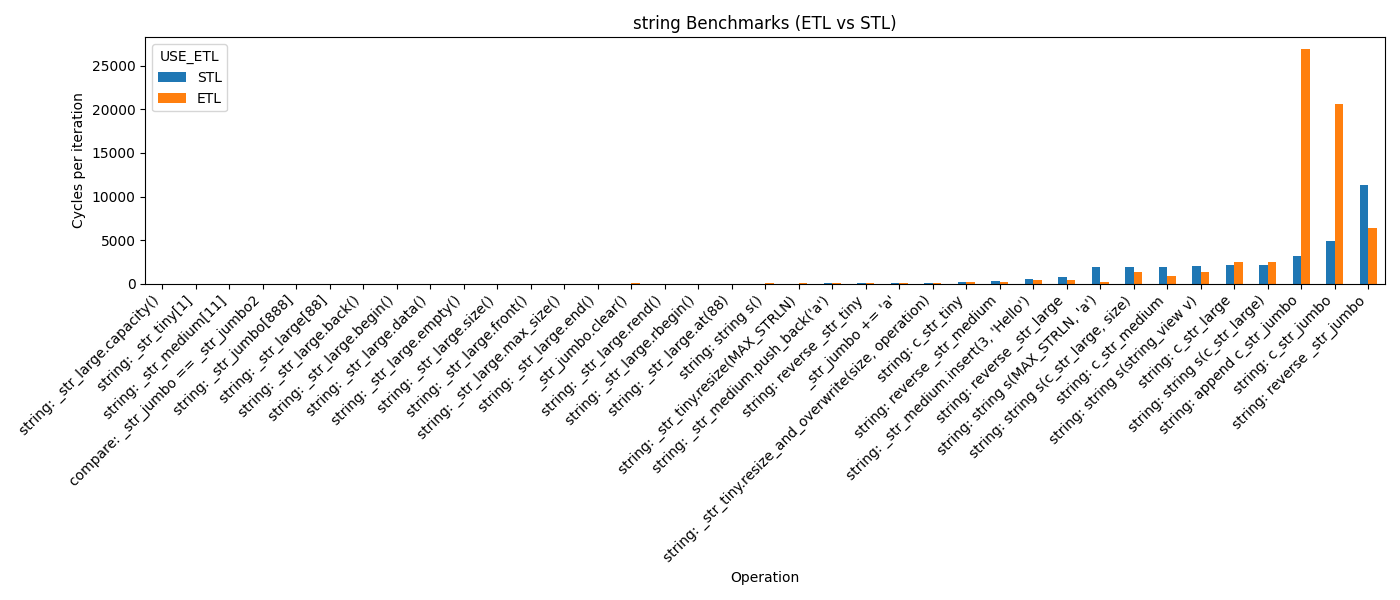 string Benchmarks (ETL vs STL)
USE_ETL
STL
ETL
Cycles per iteration
25000
20000
15000
10000
5000
0
string: _str_large.capacity()
string: _str_tiny[1]
string: _str_medium[11]
compare: _str_jumbo == _str_jumbo2
string: _str_jumbo[888]
string: _str_large[88]
string: _str_large.back()
string: _str_large.begin()
string: _str_large.data()
string: _str_large.empty()
string: _str_large.size()
string: _str_large.front()
string: _str_large.max_size()
string: _str_large.end()
_str_jumbo.clear()
string: _str_large.rend()
string: _str_large.rbegin()
string: _str_large.at(88)
string: string s()
string: _str_tiny.resize(MAX_STRLN)
string: _str_medium.push_back('a')
string: reverse _str_tiny
_str_jumbo += 'a'
string: _str_tiny.resize_and_overwrite(size, operation)
string: c_str_tiny
string: reverse _str_medium
string: _str_medium.insert(3, 'Hello')
string: reverse _str_large
string: string s(MAX_STRLN, 'a')
string: string s(c_str_large, size)
string: c_str_medium
string: string s(string_view v)
string: c_str_large
string: string s(c_str_large)
string: append c_str_jumbo
string: c_str_jumbo
string: reverse _str_jumbo
Operation